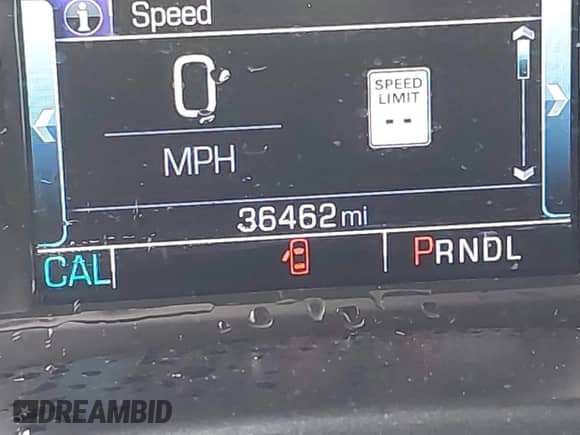 i Speed
0
SPEED
LIMIT
--
MPH
36462 mi
CAL
PRNDL
DREAMBID